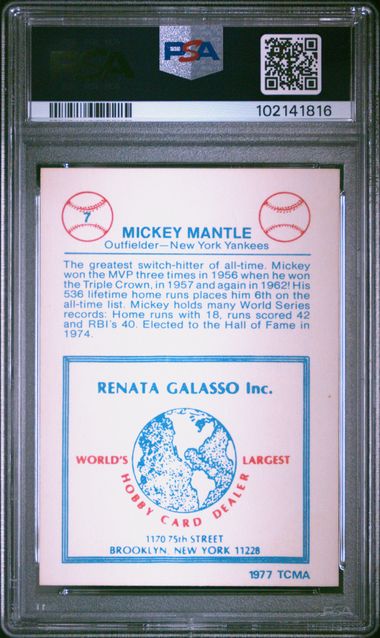 PSA
102141816
7
MICKEY MANTLE
Outfielder—New York Yankees
The greatest switch-hitter of all-time. Mickey
won the MVP three times in 1956 when he won
the Triple Crown, in 1957 and again in 1962! His
536 lifetime home runs places him 6th on the
all-time list. Mickey holds many World Series
records: Home runs with 18, runs scored 42
and RBI's 40. Elected to the Hall of Fame in
1974.
RENATA GALASSO Inc.
WORLD'S LARGEST
HOBBY CARD DEALER
1170 75th STREET
BROOKLYN, NEW YORK 11228
1977 TCMA
PSA